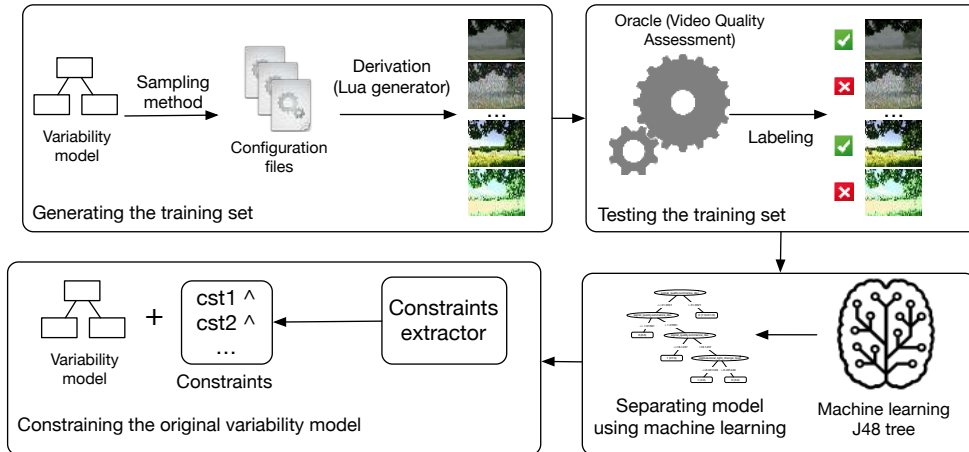 Variability
model
Sampling
method
Configuration
files
Derivation
(Lua generator)
...
Generating the training set
Oracle (Video Quality
Assessment)
Labeling
...
Testing the training set
Machine learning
J48 tree
Separating model
using machine learning
Constraints
extractor
cst1 ^
cst2 ^
...
Constraints
+
Variability
model
Constraining the original variability model